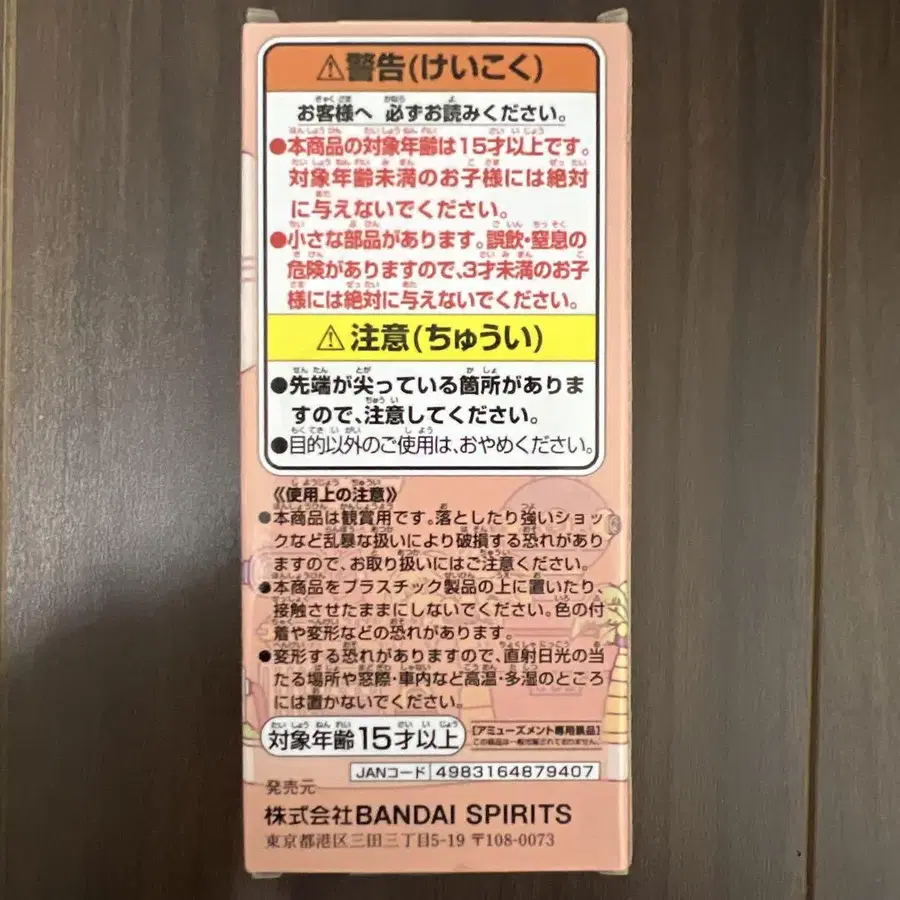 ⚠警告(けいこく)
お客様へ 必ずお読みください。
●本商品の対象年齢は15才以上です。
対象年齢未満のお子様には絶対
に与えないでください。
●小さな部品があります。誤飲・窒息の
危険がありますので、3才未満のお子
様には絶対に与えないでください。
⚠注意(ちゅうい)
●先端が尖っている箇所がありま
すので、注意してください。
●目的以外のご使用は、おやめください。
《使用上の注意》
●本商品は観賞用です。落としたり強いショッ
クなど乱暴な扱いにより破損する恐れがあり
ますので、お取り扱いにはご注意ください。
●本商品をプラスチック製品の上に置いたり、
接触させたままにしないでください。色の付
着や変形などの恐れがあります。
●変形する恐れがありますので、直射日光の当
たる場所や窓際・車内など高温・多湿のところ
には置かないでください。
対象年齢15才以上
[アミューズメント専用景品]
この商品は一般市販されておりません。
JANコード 4983164879407
発売元
株式会社BANDAI SPIRITS
東京都港区三田三丁目5-19 〒108-0073